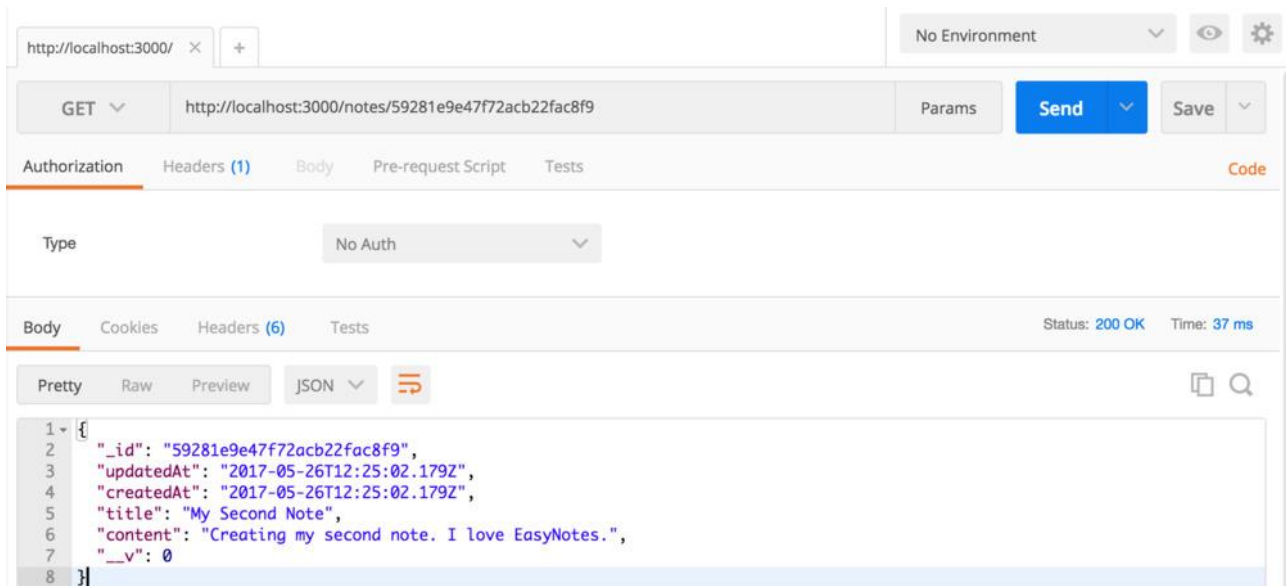 http://localhost:3000/
No Environment
GET http://localhost:3000/notes/59281e9e47f72acb22fac8f9 Params Send Save
Authorization Headers (1) Body Pre-request Script Tests Code
Type No Auth
Body Cookies Headers (6) Tests Status: 200 OK Time: 37 ms
Pretty Raw Preview JSON
1 {
2 "_id": "59281e9e47f72acb22fac8f9",
3 "updatedAt": "2017-05-26T12:25:02.179Z",
4 "createdAt": "2017-05-26T12:25:02.179Z",
5 "title": "My Second Note",
6 "content": "Creating my second note. I love EasyNotes.",
7 "__v": 0
8 }